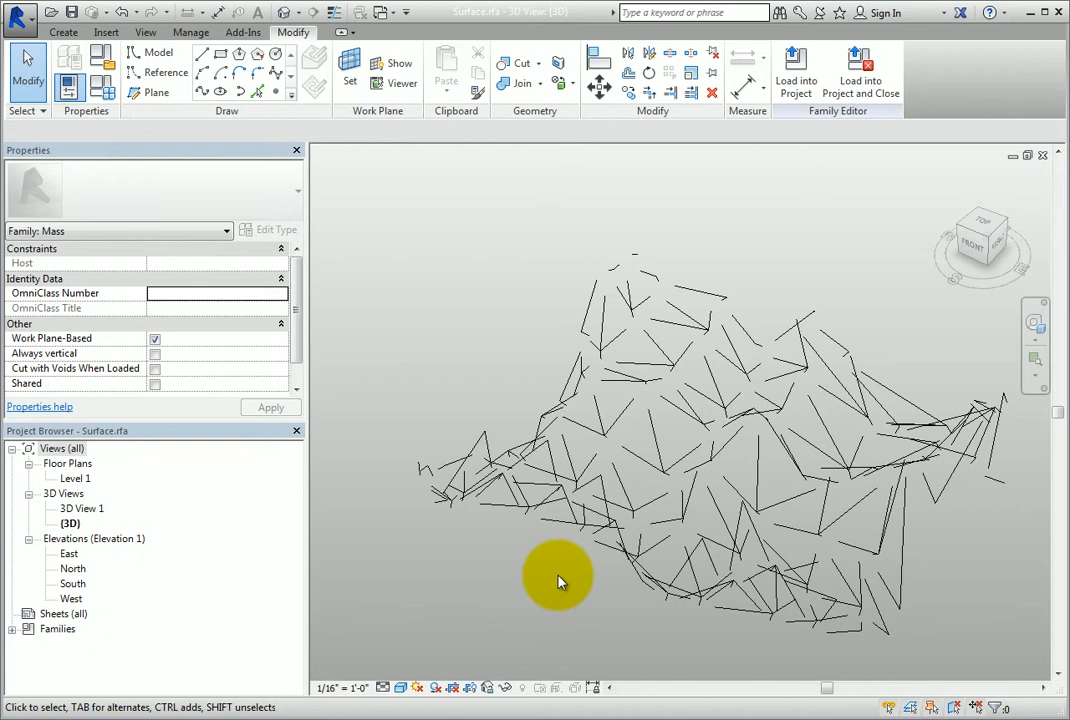 Surface.rfa - 3D View: {3D}
Type a keyword or phrase
Sign In
Create
Insert
View
Manage
Add-Ins
Modify
Modify
Model
Reference
Plane
Set
Show
Viewer
Paste
Cut
Join
Load into
Project
Load into
Project and Close
Select
Properties
Draw
Work Plane
Clipboard
Geometry
Modify
Measure
Family Editor
Properties
Family: Mass
Edit Type
Constraints
Host
Identity Data
OmniClass Number
OmniClass Title
Other
Work Plane-Based
Always vertical
Cut with Voids When Loaded
Shared
Properties help
Apply
Project Browser - Surface.rfa
Views (all)
Floor Plans
Level 1
3D Views
3D View 1
{3D}
Elevations (Elevation 1)
East
North
South
West
Sheets (all)
Families
TOP
FRONT
1/16" = 1'-0"
Click to select, TAB for alternates, CTRL adds, SHIFT unselects
:0